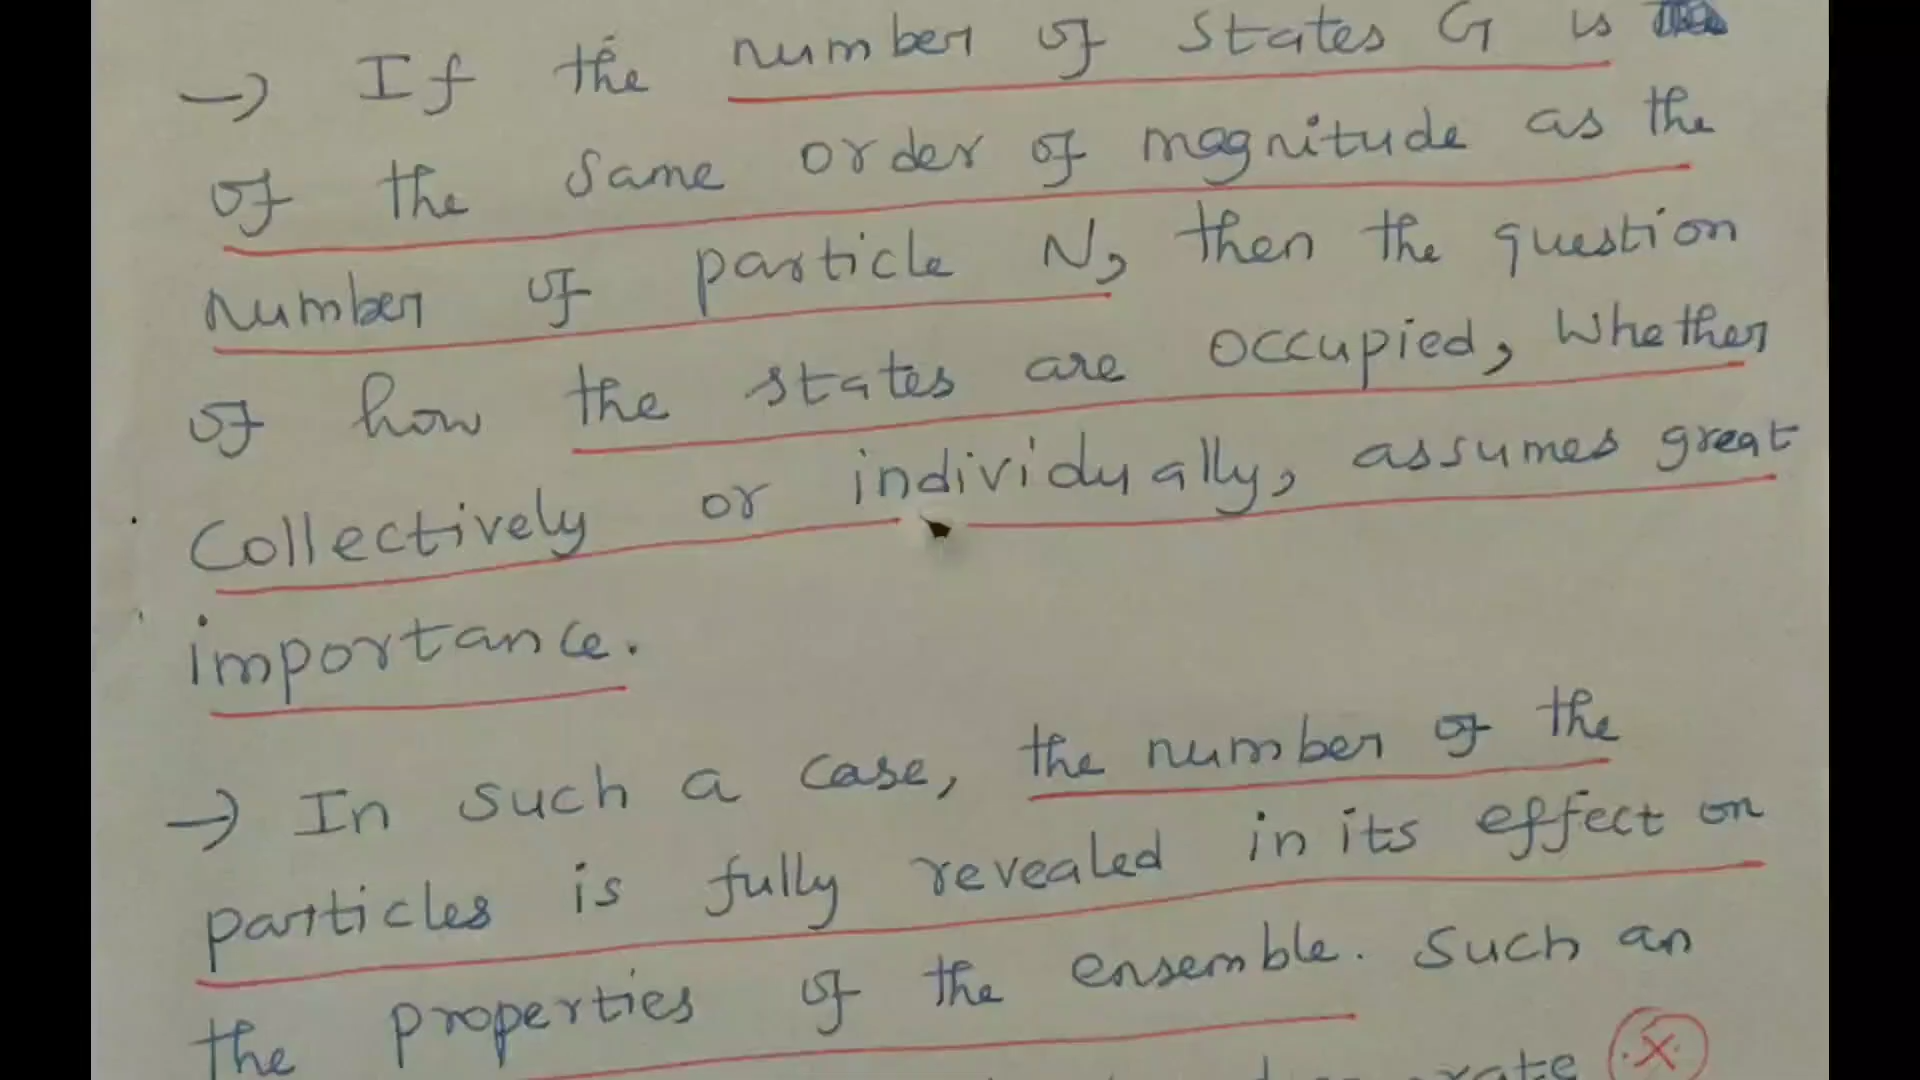 → If the number of states G is
of the same order of magnitude as the
number of particle N, then the question
of how the states are occupied, whether
collectively or individually, assumes great
importance.
→ In such a case, the number of the
particles is fully revealed in its effect on
the properties of the ensemble. Such an